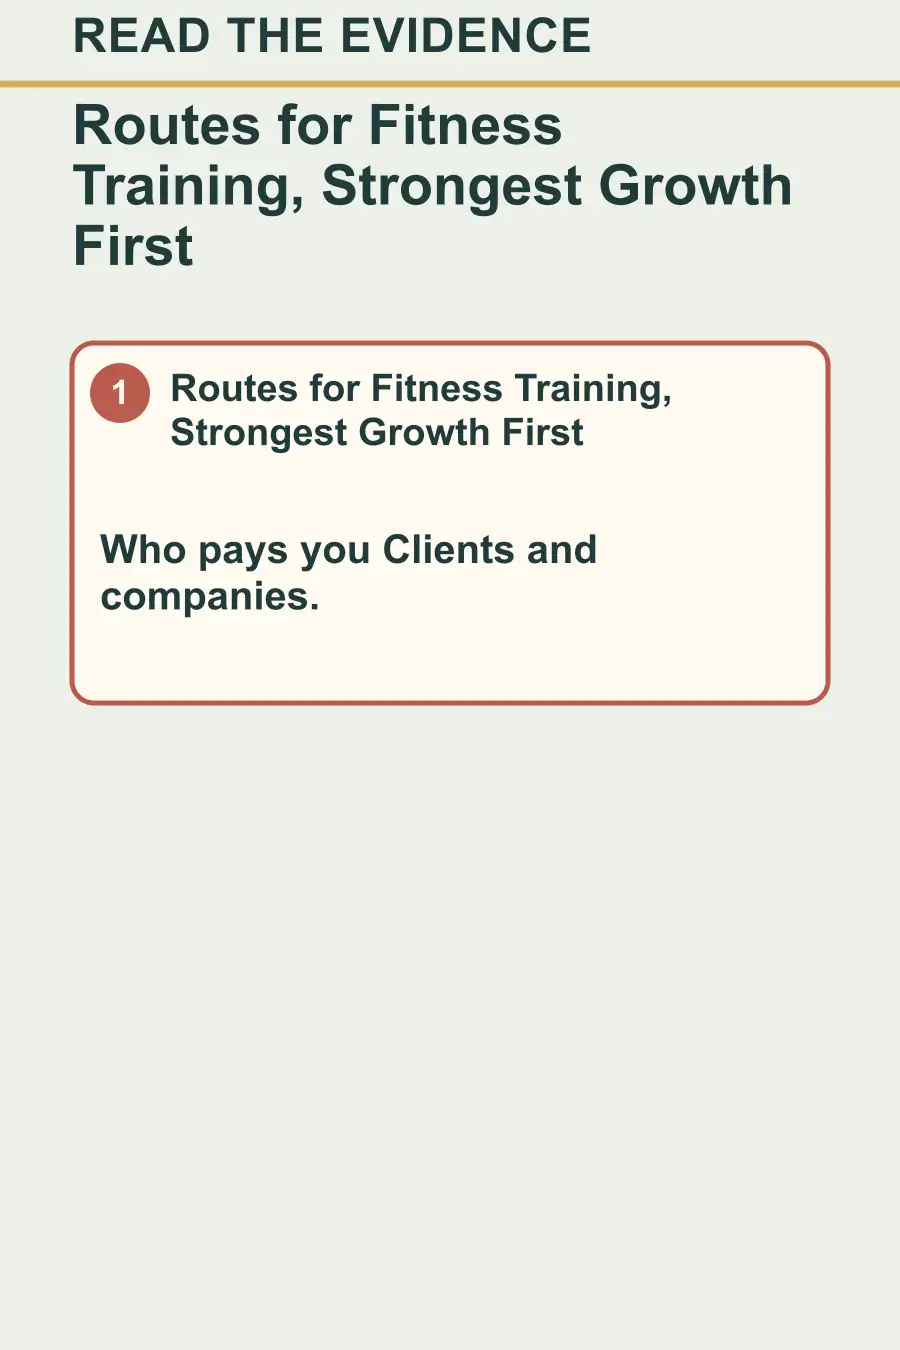 READ THE EVIDENCE
Routes for Fitness
Training, Strongest Growth
First
1
Routes for Fitness Training,
Strongest Growth First
Who pays you Clients and
companies.